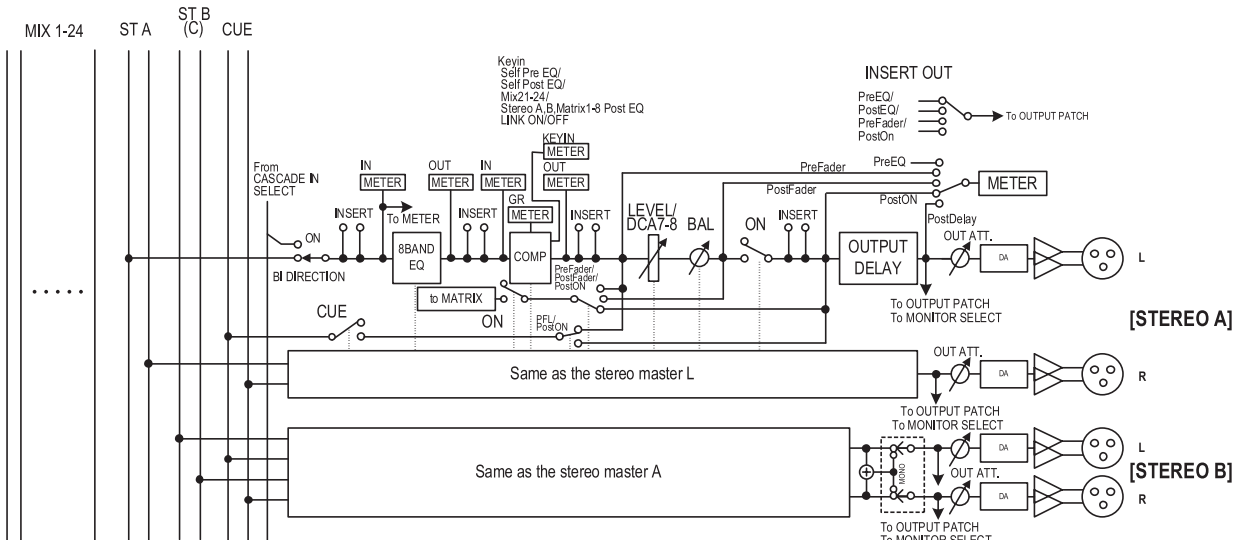 MIX 1-24
ST A
ST B
(C)
CUE
Keyin
Self Pre EQ/
Self Post EQ/
Mix21-24/
Stereo A,B,Matrix1-8 Post EQ
LINK ON/OFF
INSERT OUT
PreEQ/
PostEQ/
PreFader/
PostOn
To OUTPUT PATCH
KEYIN
METER
From
CASCADE IN
SELECT
IN
METER
OUT
METER
IN
METER
OUT
METER
GR
METER
PreFader
PreEQ
PostFader
PostON
METER
PostDelay
To METER
INSERT
INSERT
INSERT
LEVEL/
DCA7-8
BAL
ON
INSERT
ON
BI DIRECTION
8BAND
EQ
COMP
OUTPUT
DELAY
OUT ATT.
DA
L
PreFader/
PostFader/
PostON
to MATRIX
ON
To OUTPUT PATCH
To MONITOR SELECT
[STEREO A]
CUE
PFL/
PostON
Same as the stereo master L
OUT ATT.
DA
R
To OUTPUT PATCH
To MONITOR SELECT
Same as the stereo master A
MONO
DA
L
OUT ATT.
[STEREO B]
DA
R
To OUTPUT PATCH
To MONITOR SELECT